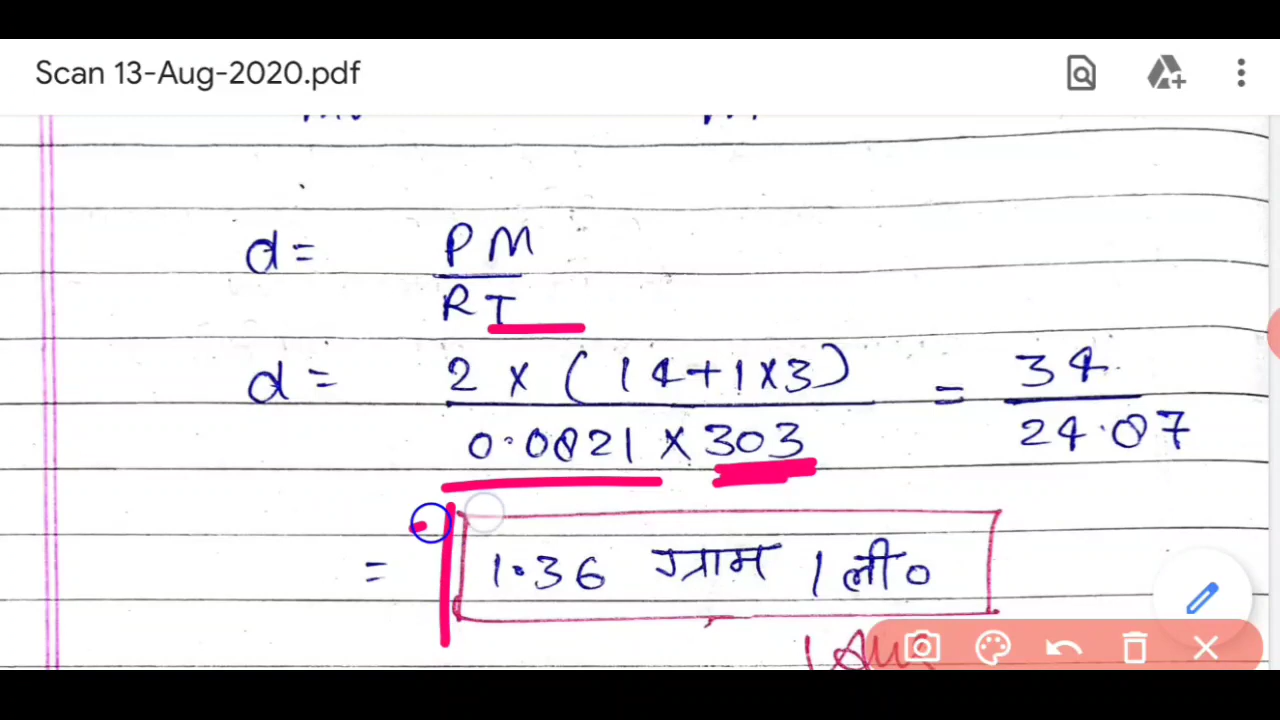 Scan 13-Aug-2020.pdf
d = PM
RT
d = 2 × (14+1×3) = 34
0.0821 × 303 24.07
= 1.36 ग्राम / ली०
Ans